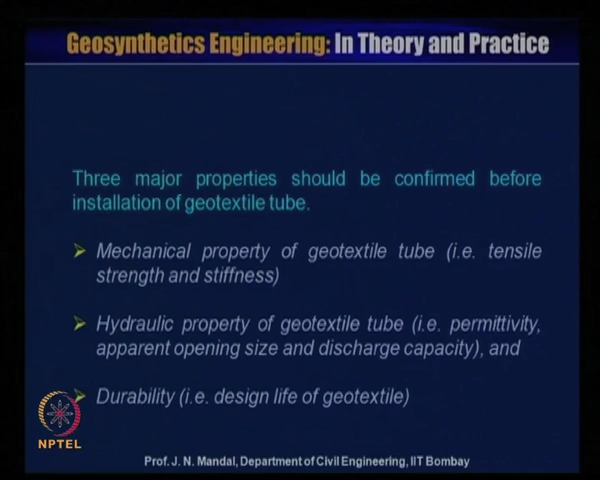 Geosynthetics Engineering: In Theory and Practice
Three major properties should be confirmed before
installation of geotextile tube.
Mechanical property of geotextile tube (i.e. tensile
strength and stiffness)
Hydraulic property of geotextile tube (i.e. permittivity,
apparent opening size and discharge capacity), and
Durability (i.e. design life of geotextile)
NPTEL
Prof. J. N. Mandal, Department of Civil Engineering, IIT Bombay